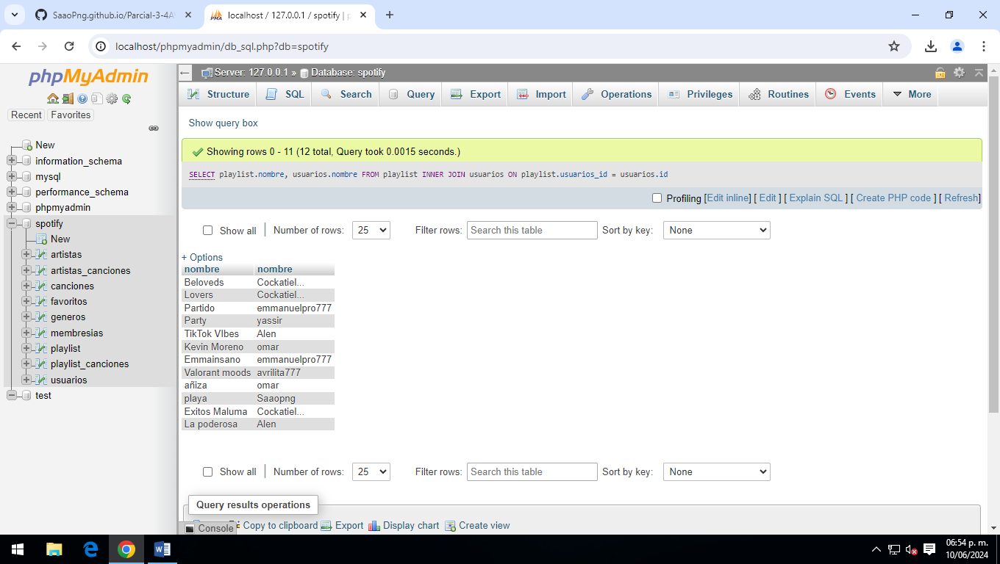 SaaoPng.github.io/Parcial-3-4A
localhost / 127.0.0.1 / spotify | p
localhost/phpmyadmin/db_sql.php?db=spotify
phpMyAdmin
Recent Favorites
New
information_schema
mysql
performance_schema
phpmyadmin
spotify
New
artistas
artistas_canciones
canciones
favoritos
generos
membresias
playlist
playlist_canciones
usuarios
test
Server: 127.0.0.1 » Database: spotify
Structure SQL Search Query Export Import Operations Privileges Routines Events More
Show query box
Showing rows 0 - 11 (12 total, Query took 0.0015 seconds.)
SELECT playlist.nombre, usuarios.nombre FROM playlist INNER JOIN usuarios ON playlist.usuarios_id = usuarios.id
Profiling [Edit inline] [ Edit ] [ Explain SQL ] [ Create PHP code ] [ Refresh]
Show all | Number of rows: 25 Filter rows: Search this table Sort by key: None
+ Options
nombre nombre
Beloveds Cockatiel...
Lovers Cockatiel...
Partido emmanuelpro777
Party yassir
TikTok VIbes Alen
Kevin Moreno omar
Emmainsano emmanuelpro777
Valorant moods avrilita777
añiza omar
playa Saaopng
Exitos Maluma Cockatiel...
La poderosa Alen
Show all | Number of rows: 25 Filter rows: Search this table Sort by key: None
Query results operations
Copy to clipboard Export Display chart Create view
Console
06:54 p. m.
10/06/2024